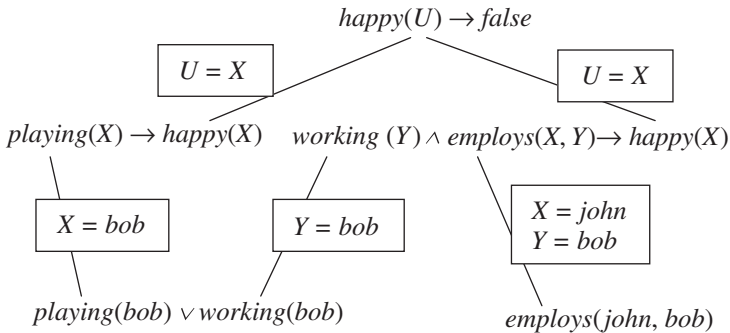 happy(U) → false
U = X
U = X
playing(X) → happy(X)
working (Y) ∧ employs(X, Y)→ happy(X)
X = bob
Y = bob
X = john
Y = bob
playing(bob) ∨ working(bob)
employs(john, bob)